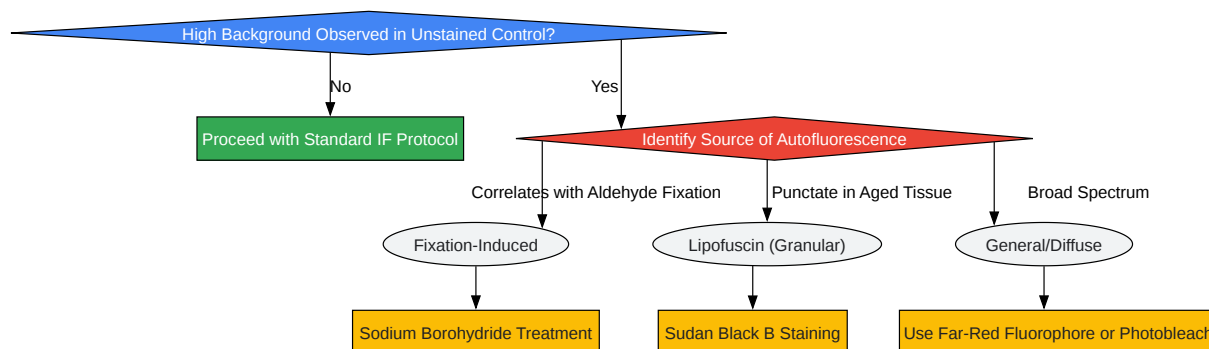 High Background Observed in Unstained Control?
No
Yes
Proceed with Standard IF Protocol
Identify Source of Autofluorescence
Correlates with Aldehyde Fixation
Punctate in Aged Tissue
Broad Spectrum
Fixation-Induced
Lipofuscin (Granular)
General/Diffuse
Sodium Borohydride Treatment
Sudan Black B Staining
Use Far-Red Fluorophore or Photobleach